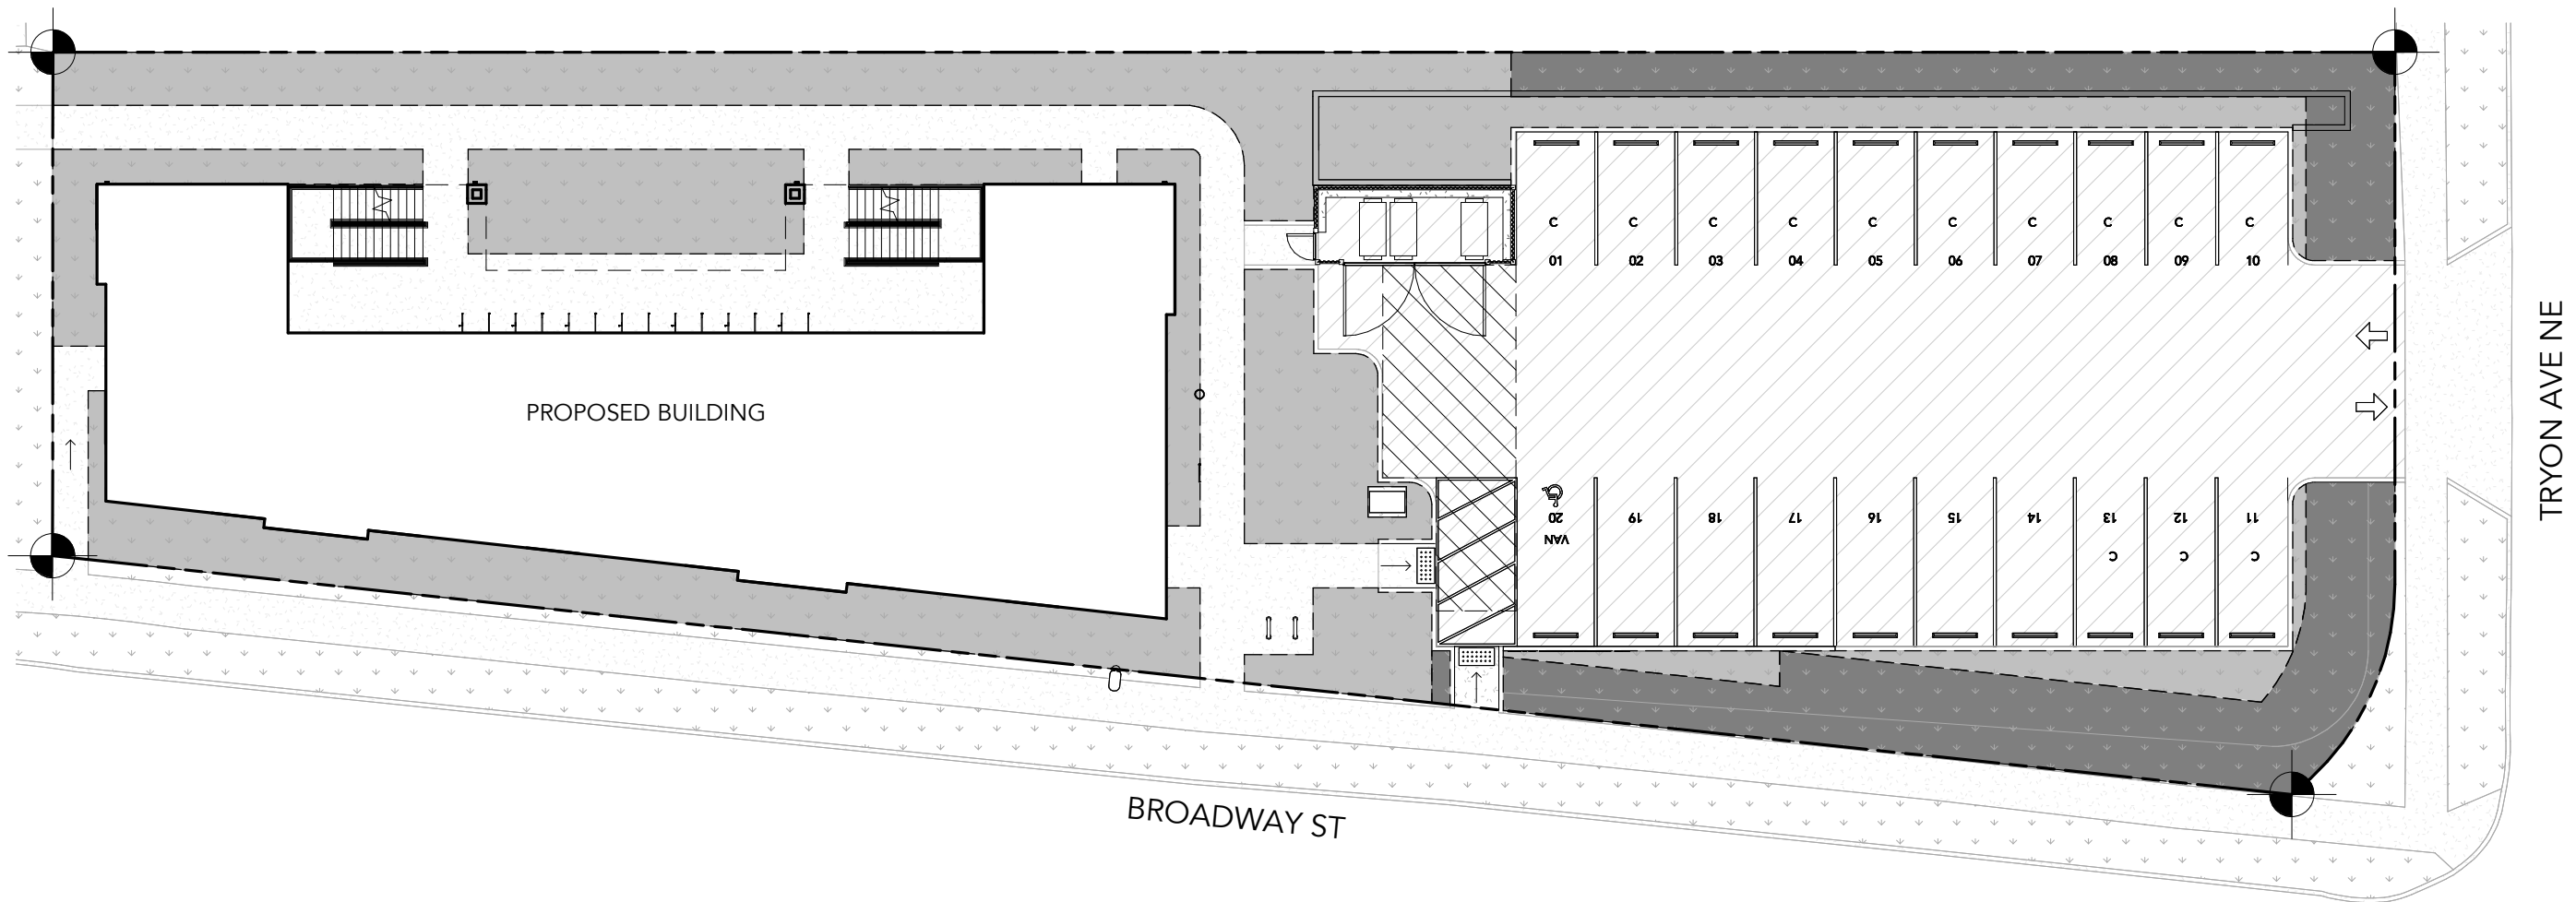 C C C C C C C C C C
01 02 03 04 05 06 07 08 09 10
TRYON AVE NE
PROPOSED BUILDING
20 19 18 17 16 15 14 13 12 11
VAN C C C
BROADWAY ST